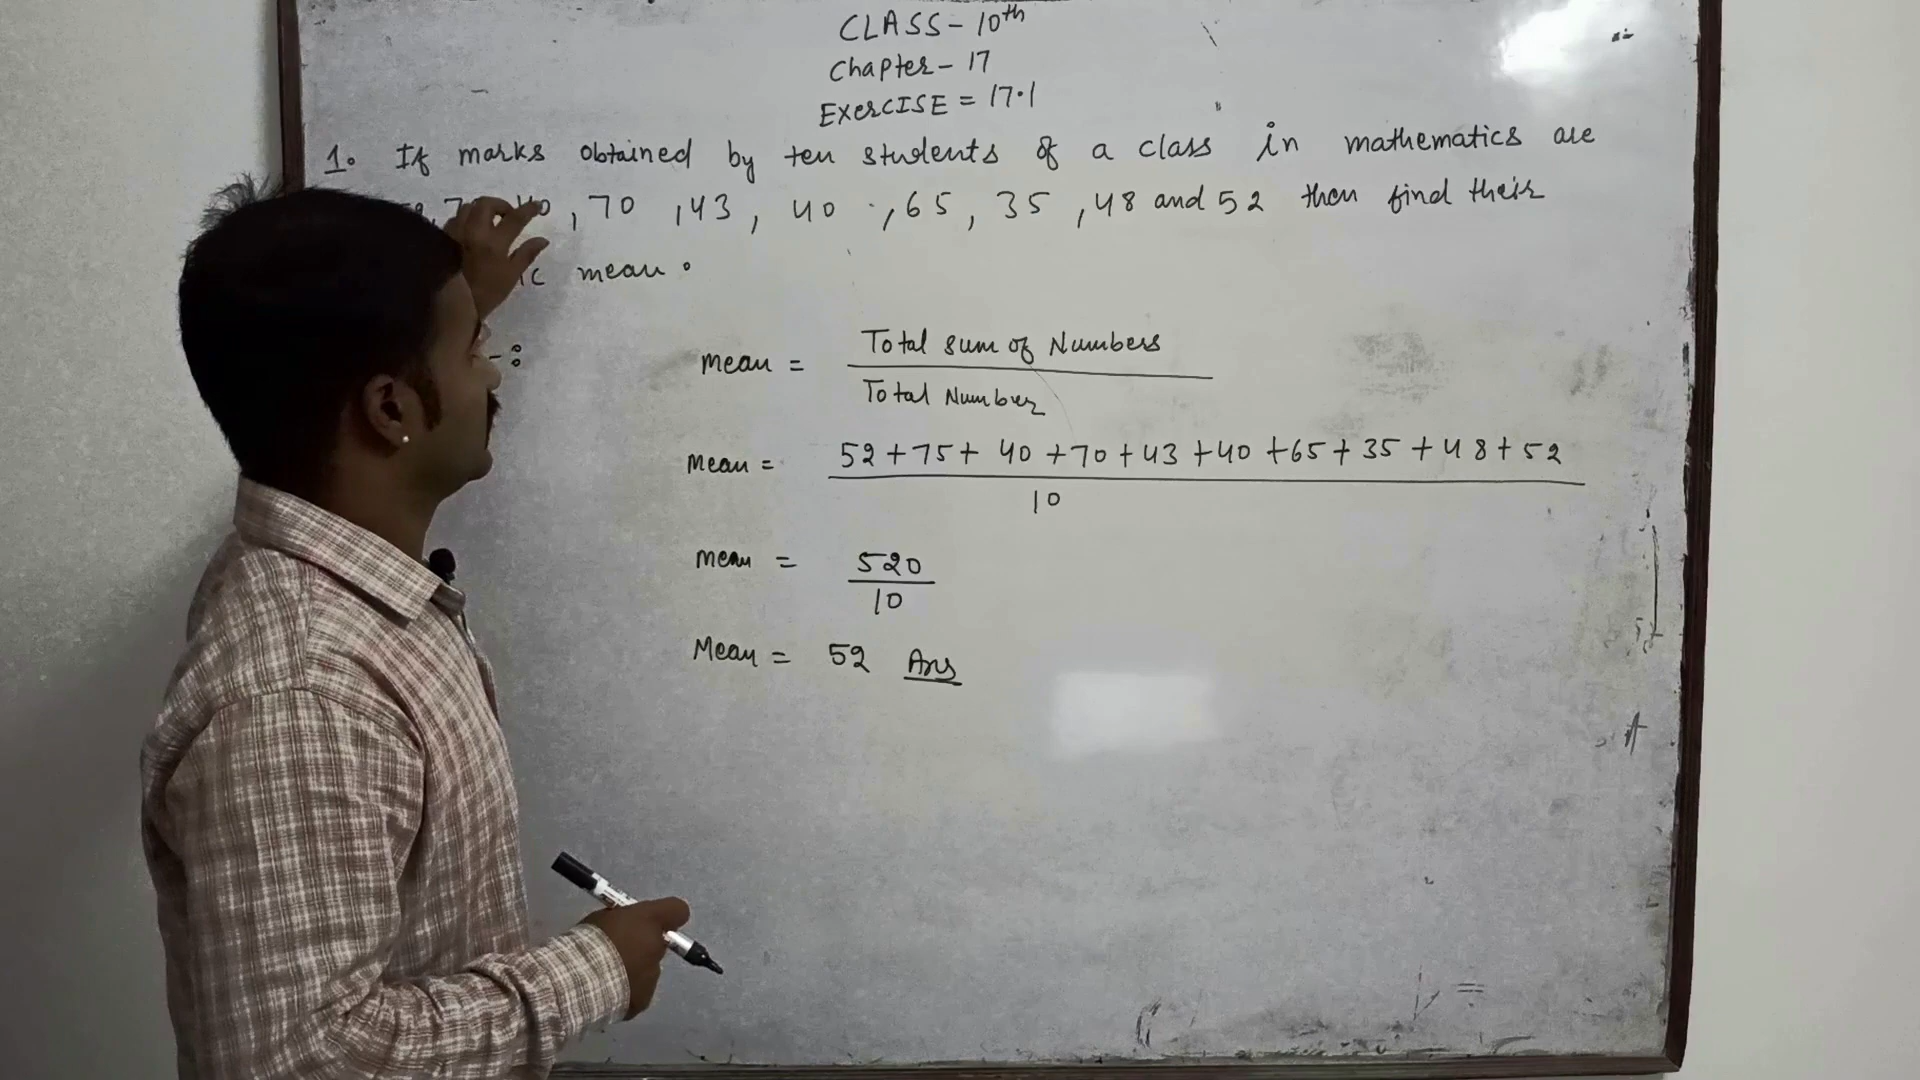 CLASS - 10th
Chapter - 17
EXERCISE = 17.1
1. If marks obtained by ten students of a class in mathematics are
40, 70, 43, 40, 65, 35, 48 and 52 then find their
mean.
mean = Total sum of Numbers
Total Number
mean = 52 + 75 + 40 + 70 + 43 + 40 + 65 + 35 + 48 + 52
10
mean = 520
10
Mean = 52 Ans